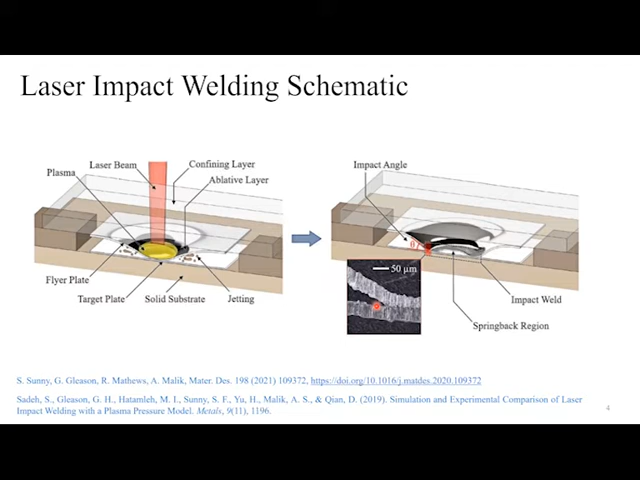 Laser Impact Welding Schematic
Laser Beam
Confining Layer
Plasma
Ablative Layer
Flyer Plate
Target Plate
Solid Substrate
Jetting
Impact Angle
θ
50 μm
Impact Weld
Springback Region
S. Sunny, G. Gleason, R. Mathews, A. Malik, Mater. Des. 198 (2021) 109372, https://doi.org/10.1016/j.matdes.2020.109372
Sadeh, S., Gleason, G. H., Hatamleh, M. I., Sunny, S. F., Yu, H., Malik, A. S., & Qian, D. (2019). Simulation and Experimental Comparison of Laser
Impact Welding with a Plasma Pressure Model. Metals, 9(11), 1196.
4